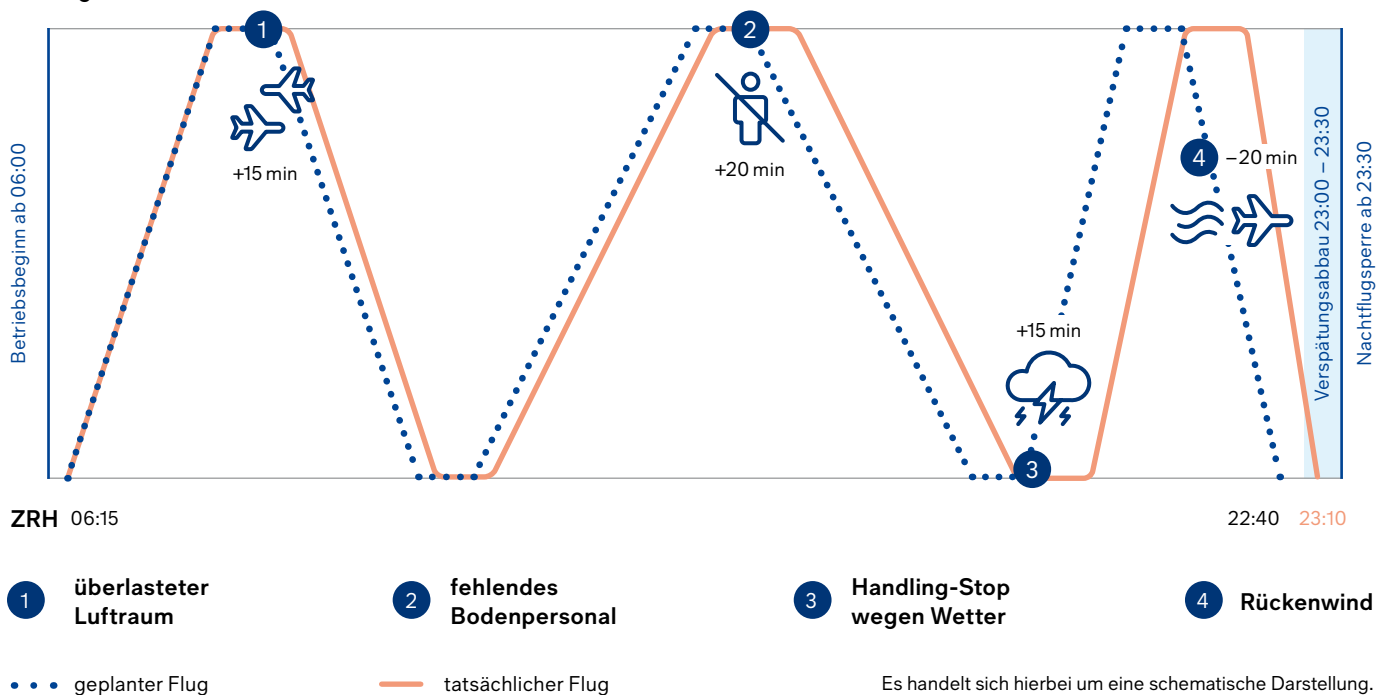 1
2
+15 min
+20 min
4
−20 min
+15 min
3
Betriebsbeginn ab 06:00
Verspätungsabbau 23:00 – 23:30
Nachtflugsperre ab 23:30
ZRH 06:15
22:40 23:10
1 überlasteter
Luftraum
2 fehlendes
Bodenpersonal
3 Handling-Stop
wegen Wetter
4 Rückenwind
geplanter Flug
tatsächlicher Flug
Es handelt sich hierbei um eine schematische Darstellung.